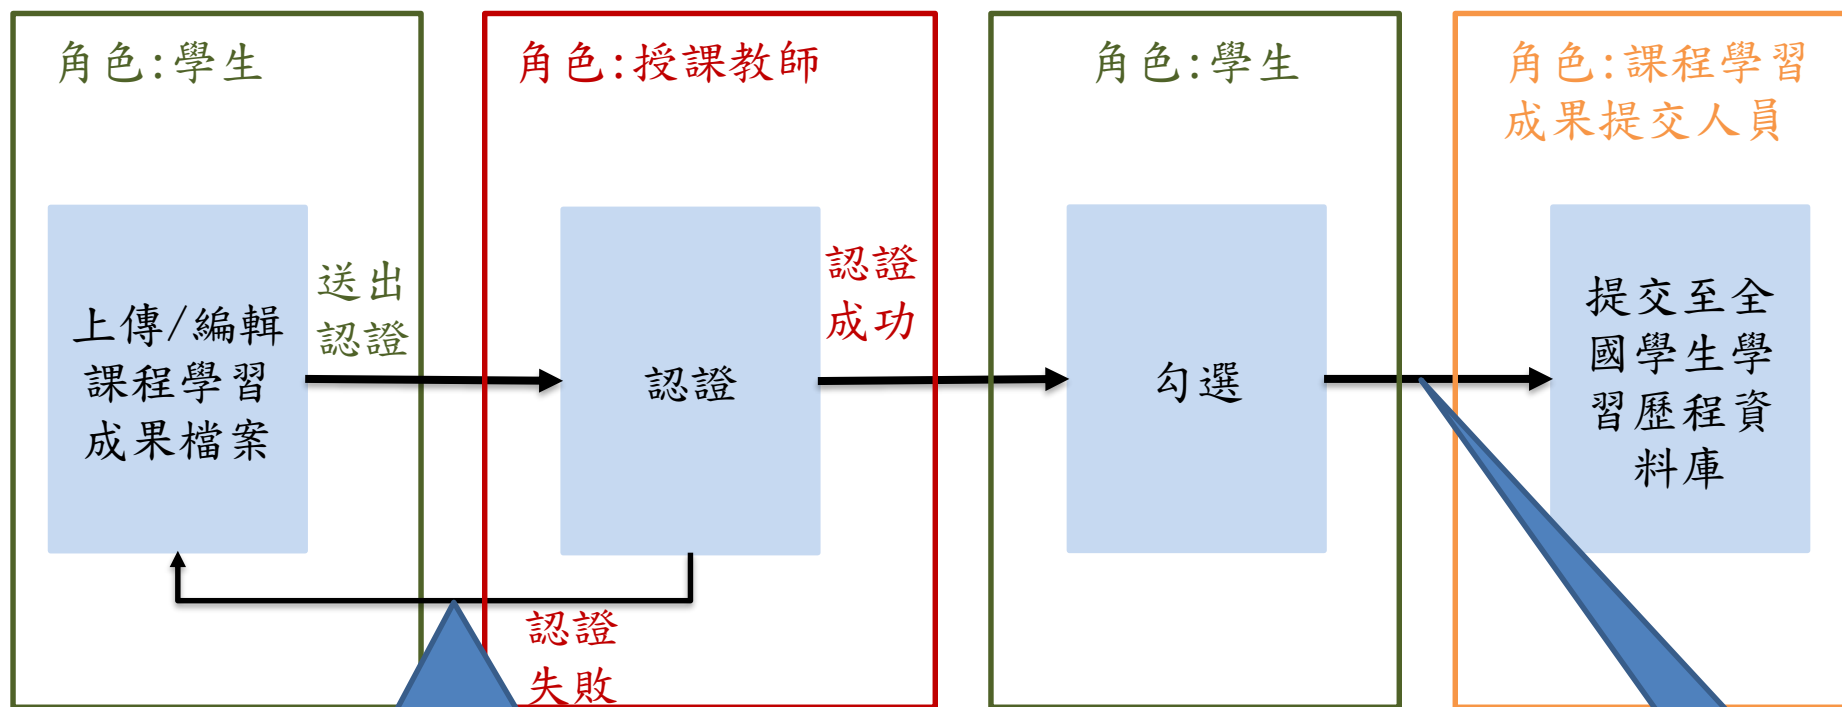 角色:學生
上傳/編輯
課程學習
成果檔案
送出
認證
角色:授課教師
認證
認證
成功
認證
失敗
角色:學生
勾選
角色:課程學習
成果提交人員
提交至全
國學生學
習歷程資
料庫